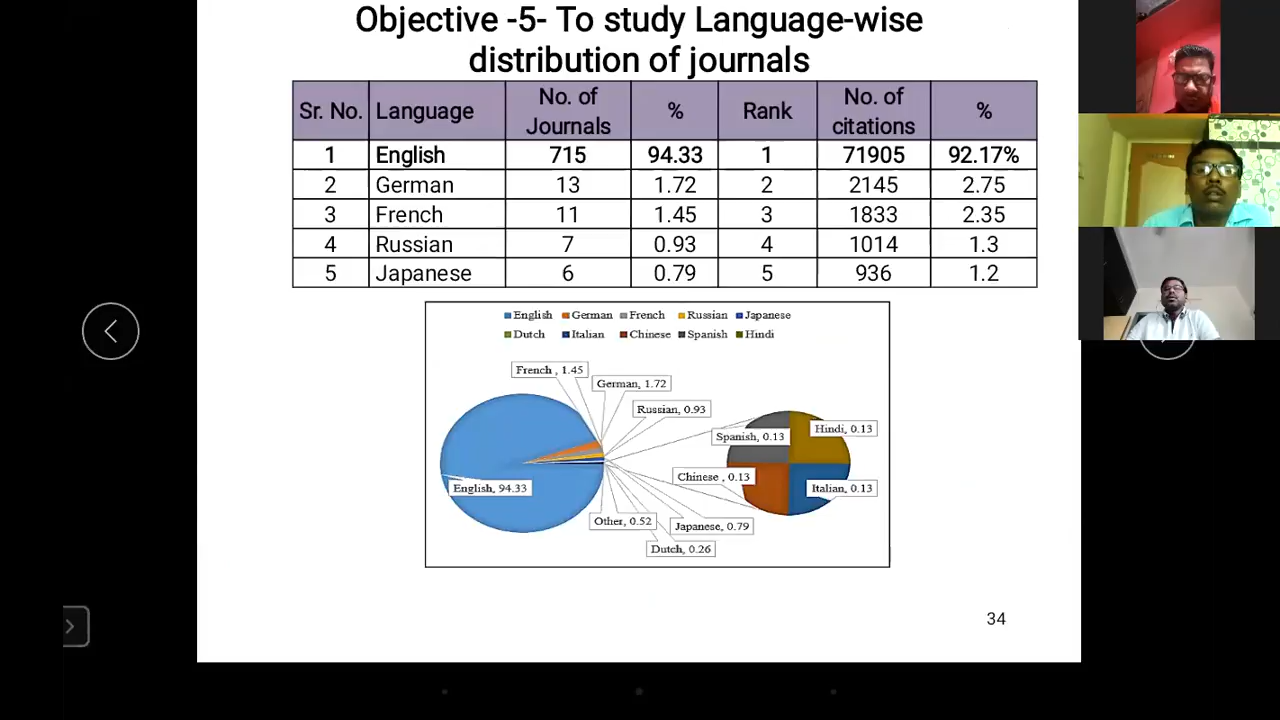 Objective -5- To study Language-wise
distribution of journals
Sr. No. Language No. of Journals % Rank No. of citations %
1 English 715 94.33 1 71905 92.17%
2 German 13 1.72 2 2145 2.75
3 French 11 1.45 3 1833 2.35
4 Russian 7 0.93 4 1014 1.3
5 Japanese 6 0.79 5 936 1.2
English German French Russian Japanese
Dutch Italian Chinese Spanish Hindi
French , 1.45
German, 1.72
Russian, 0.93
Spanish, 0.13
Hindi, 0.13
Chinese , 0.13
English, 94.33
Italian, 0.13
Other, 0.52
Japanese, 0.79
Dutch, 0.26
34